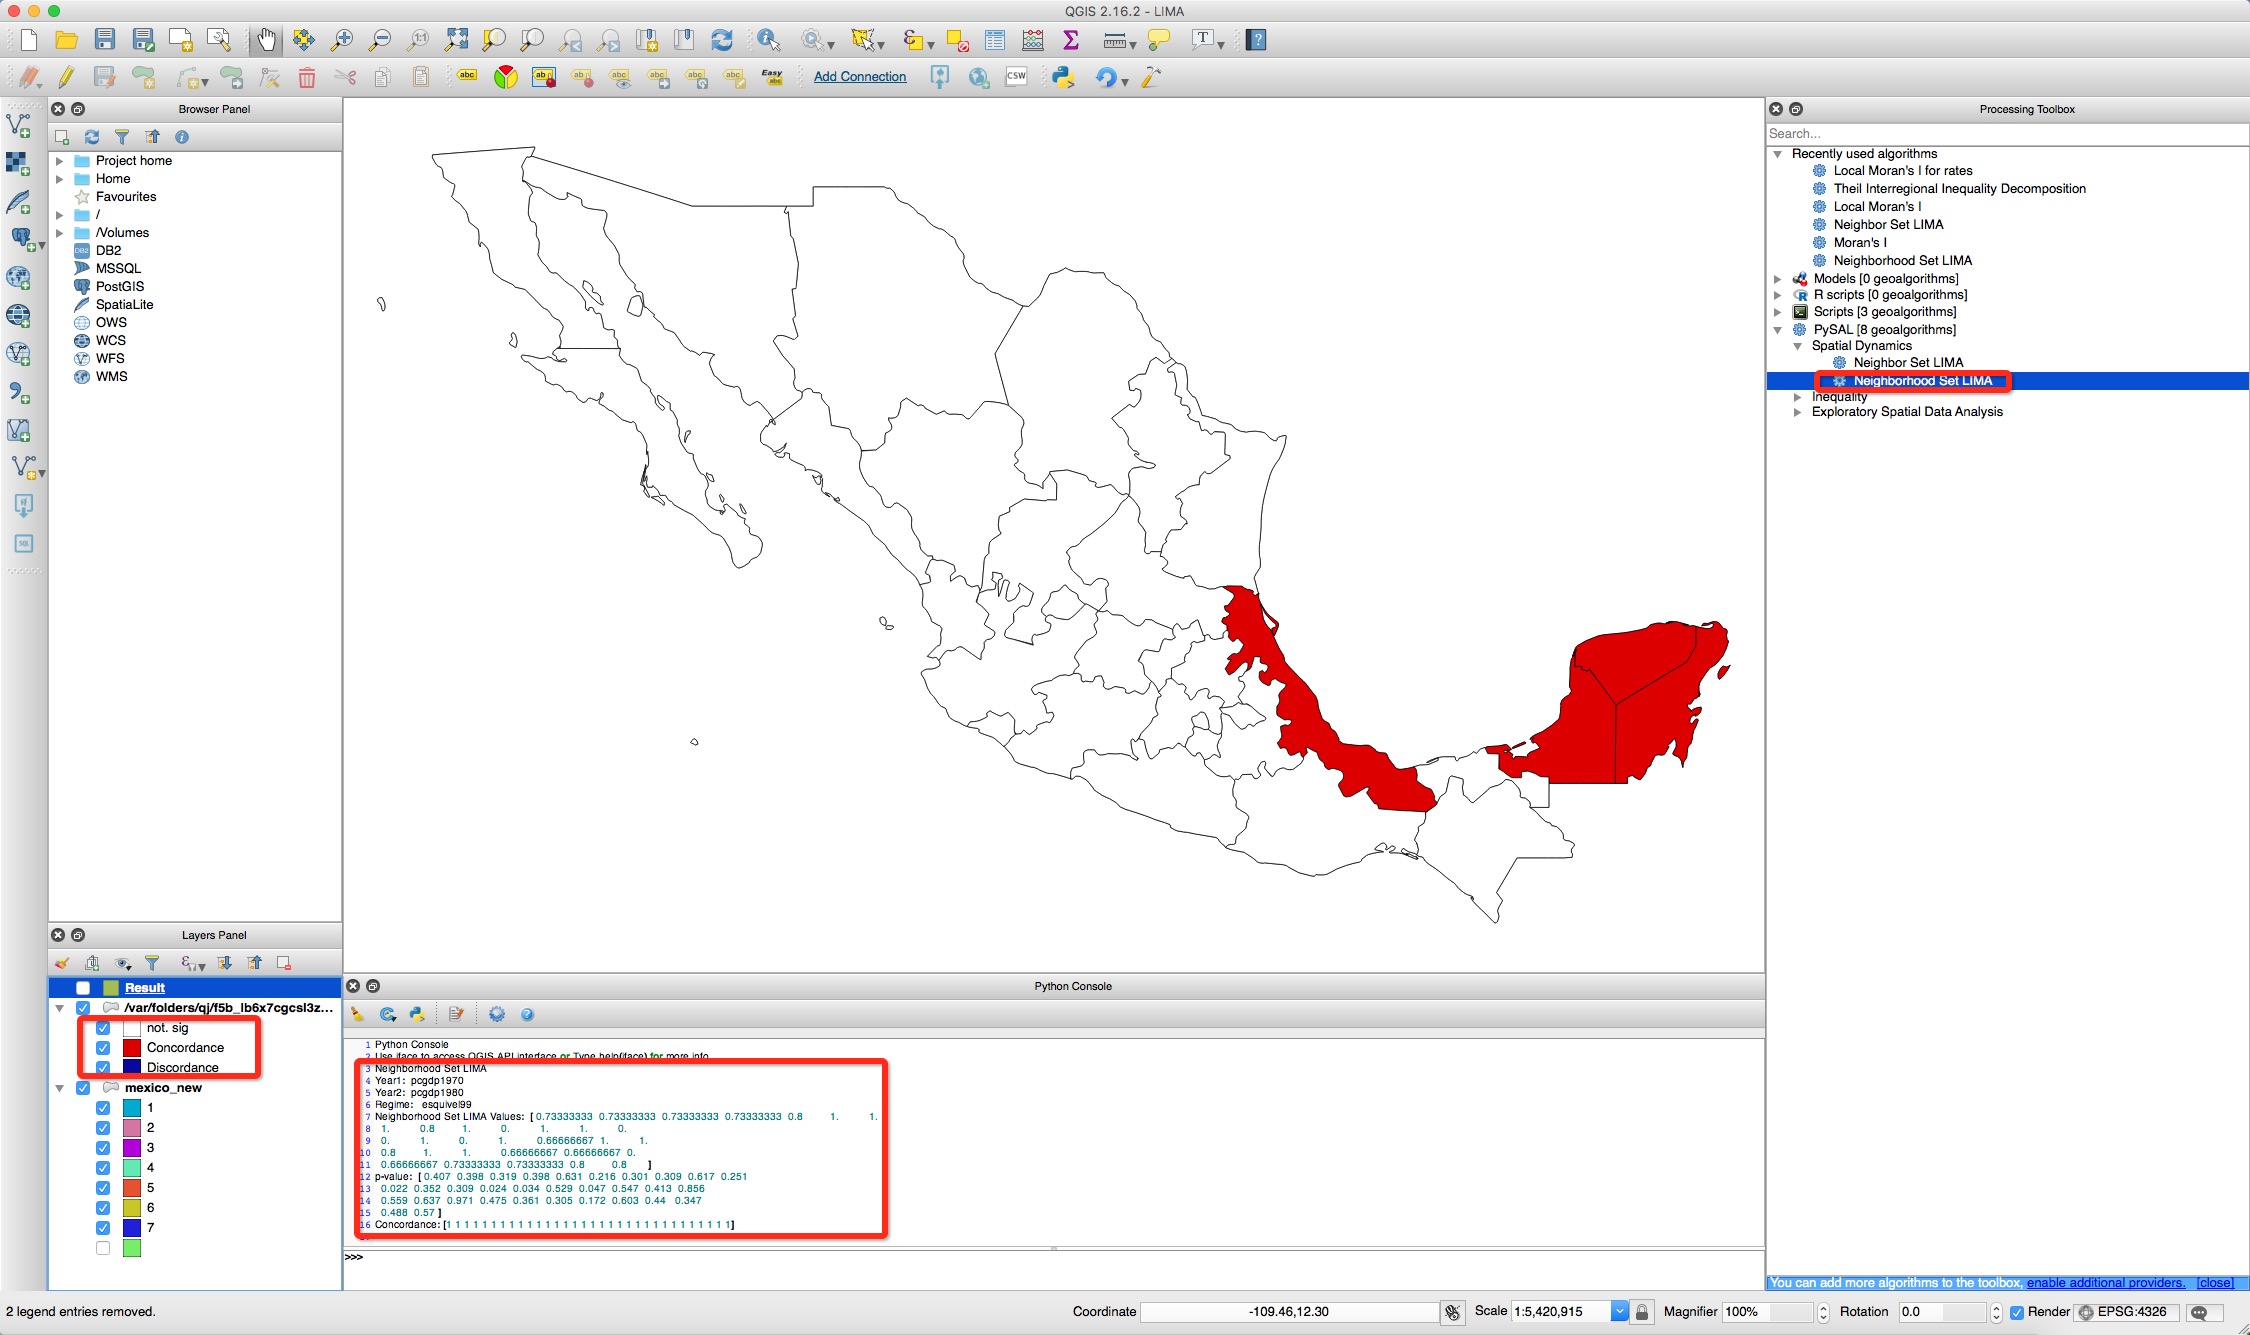 QGIS 2.16.2 - LIMA
Add Connection
Browser Panel
Project home
Home
Favourites
/
/Volumes
DB2
MSSQL
PostGIS
SpatiaLite
OWS
WCS
WFS
WMS
Layers Panel
Result
/var/folders/qj/f5b_lb6x7cgcsl3z...
not. sig
Concordance
Discordance
mexico_new
1
2
3
4
5
6
7
Python Console
1 Python Console
2 Use iface to access QGIS API interface or Type help(iface) for more info
3 Neighborhood Set LIMA
4 Year1: pcgdp1970
5 Year2: pcgdp1980
6 Regime: esquivel99
7 Neighborhood Set LIMA Values: [ 0.73333333 0.73333333 0.73333333 0.73333333 0.8 1. 1.
8 1. 0.8 1. 0. 1. 1. 0.
9 0. 1. 0. 1. 0.66666667 1. 1.
10 0.8 1. 1. 0.66666667 0.66666667 0.
11 0.66666667 0.73333333 0.73333333 0.8 0.8 ]
12 p-value: [ 0.407 0.398 0.319 0.398 0.631 0.216 0.301 0.309 0.617 0.251
13 0.022 0.352 0.309 0.024 0.034 0.529 0.047 0.547 0.413 0.856
14 0.559 0.637 0.971 0.475 0.361 0.305 0.172 0.603 0.44 0.347
15 0.488 0.57 ]
16 Concordance: [1 1 1 1 1 1 1 1 1 1 1 1 1 1 1 1 1 1 1 1 1 1 1 1 1 1 1 1 1 1 1 1]
>>>
Processing Toolbox
Search...
Recently used algorithms
Local Moran's I for rates
Theil Interregional Inequality Decomposition
Local Moran's I
Neighbor Set LIMA
Moran's I
Neighborhood Set LIMA
Models [0 geoalgorithms]
R scripts [0 geoalgorithms]
Scripts [3 geoalgorithms]
PySAL [8 geoalgorithms]
Spatial Dynamics
Neighbor Set LIMA
Neighborhood Set LIMA
Inequality
Exploratory Spatial Data Analysis
You can add more algorithms to the toolbox, enable additional providers. [close]
2 legend entries removed.
Coordinate -109.46,12.30 Scale 1:5,420,915 Magnifier 100% Rotation 0.0 Render EPSG:4326